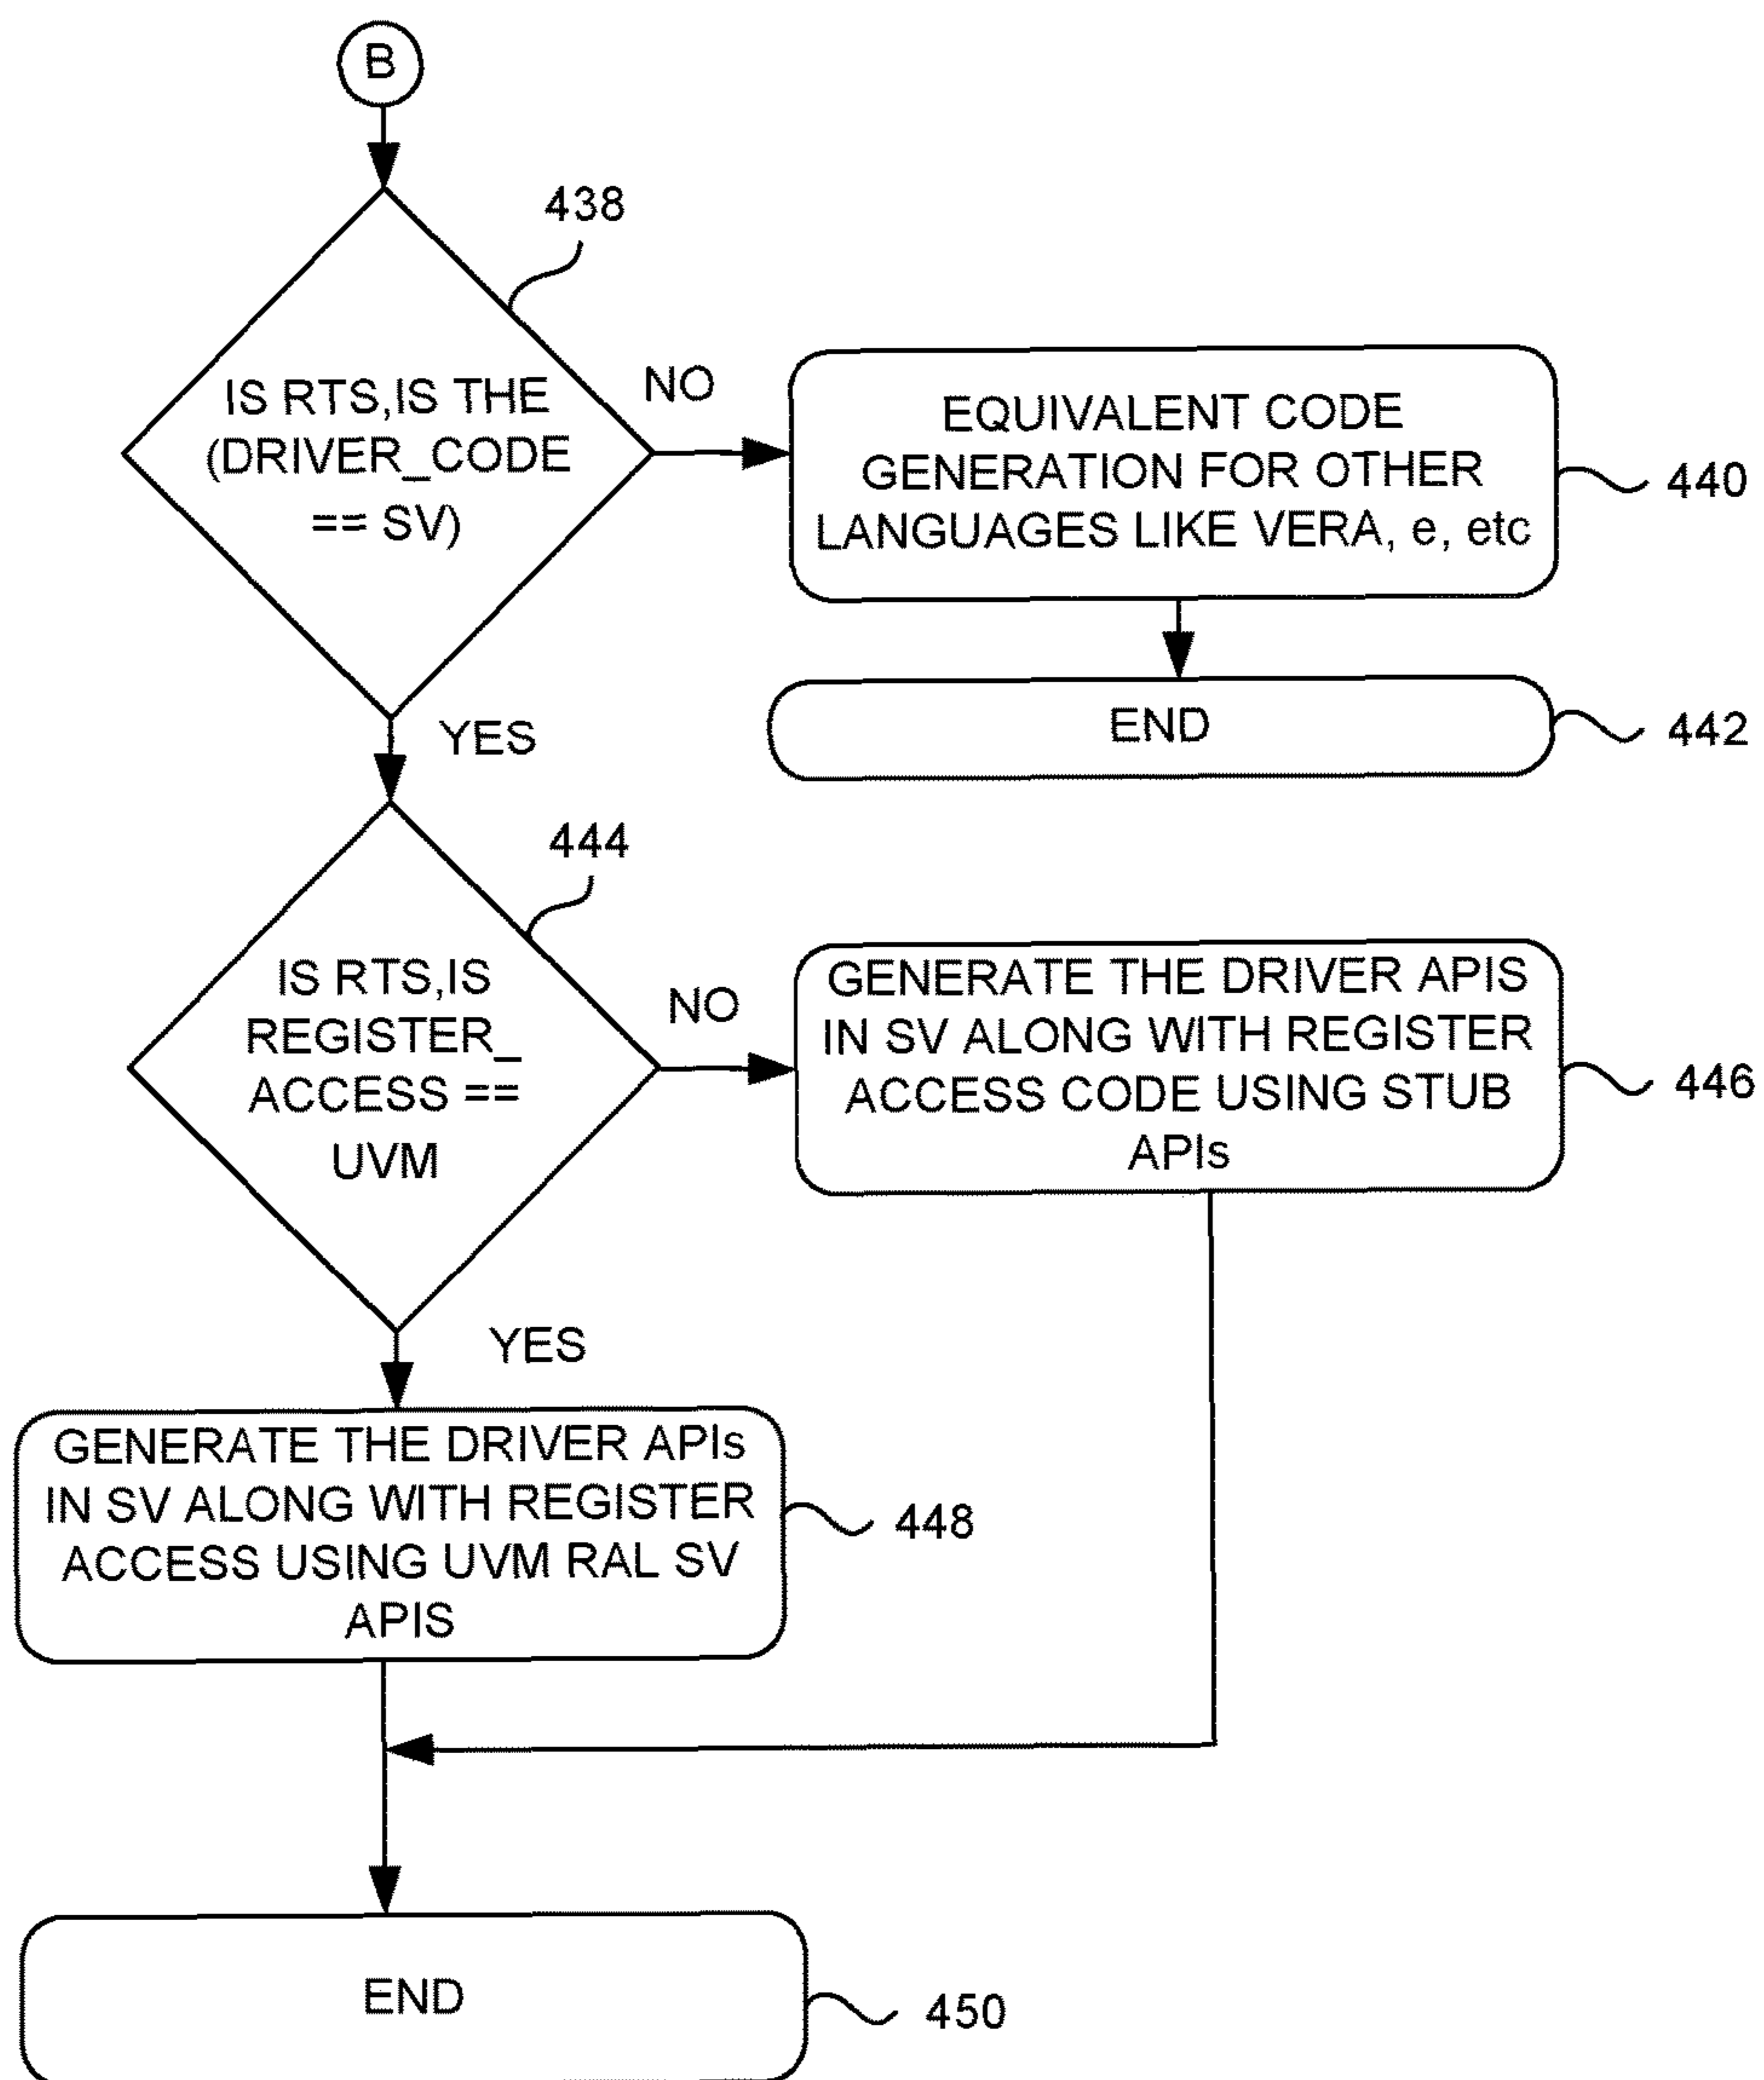 B
438
IS RTS,IS THE
(DRIVER_CODE
== SV)
NO
EQUIVALENT CODE
GENERATION FOR OTHER
LANGUAGES LIKE VERA, e, etc
440
END
442
YES
444
IS RTS,IS
REGISTER_
ACCESS ==
UVM
NO
GENERATE THE DRIVER APIS
IN SV ALONG WITH REGISTER
ACCESS CODE USING STUB
APIs
446
YES
GENERATE THE DRIVER APIs
IN SV ALONG WITH REGISTER
ACCESS USING UVM RAL SV
APIS
448
END
450